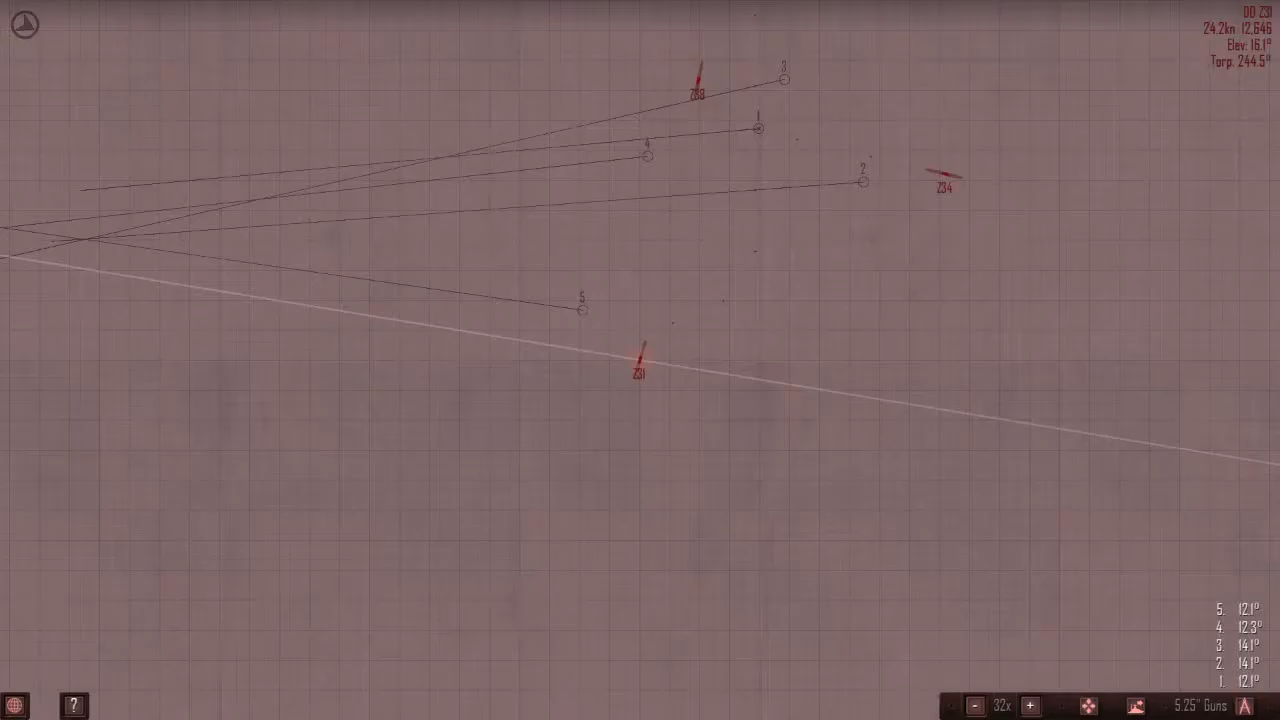 DD Z31
24.2kn 12,646
Elev: 16.1°
Torp: 244.5°
3
Z38
1
4
2
Z34
5
Z31
5. 12.1°
4. 12.3°
3. 14.1°
2. 14.1°
1. 12.1°
?
- 32x +
5.25" Guns